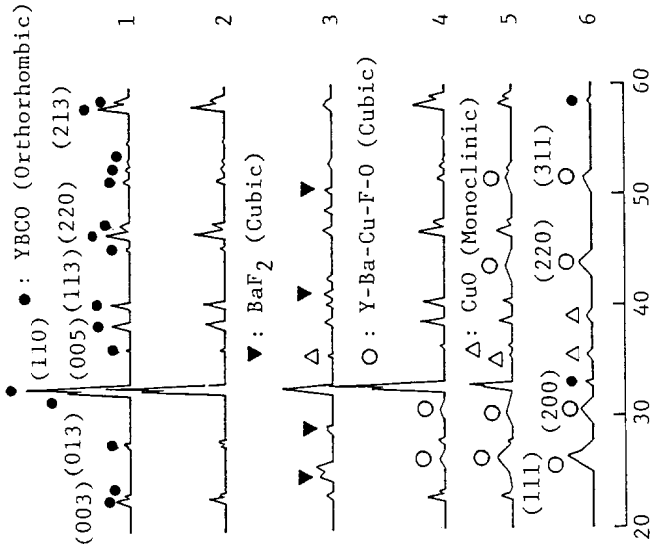 ● : YBCO (Orthorhombic)
(110)
(213)
(003) (013) (005) (113) (220)
1
2
▼ : BaF₂ (Cubic)
3
○ : Y-Ba-Cu-F-O (Cubic)
4
△ : CuO (Monoclinic)
5
(111) (200) (220) (311)
6
20 30 40 50 60